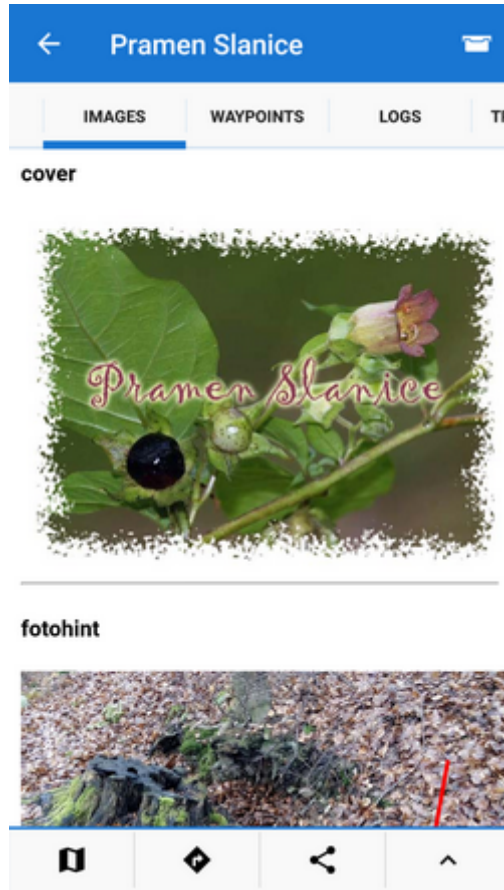 Pramen Slanice
IMAGES
WAYPOINTS
LOGS
cover
Pramen Slanice
fotohint